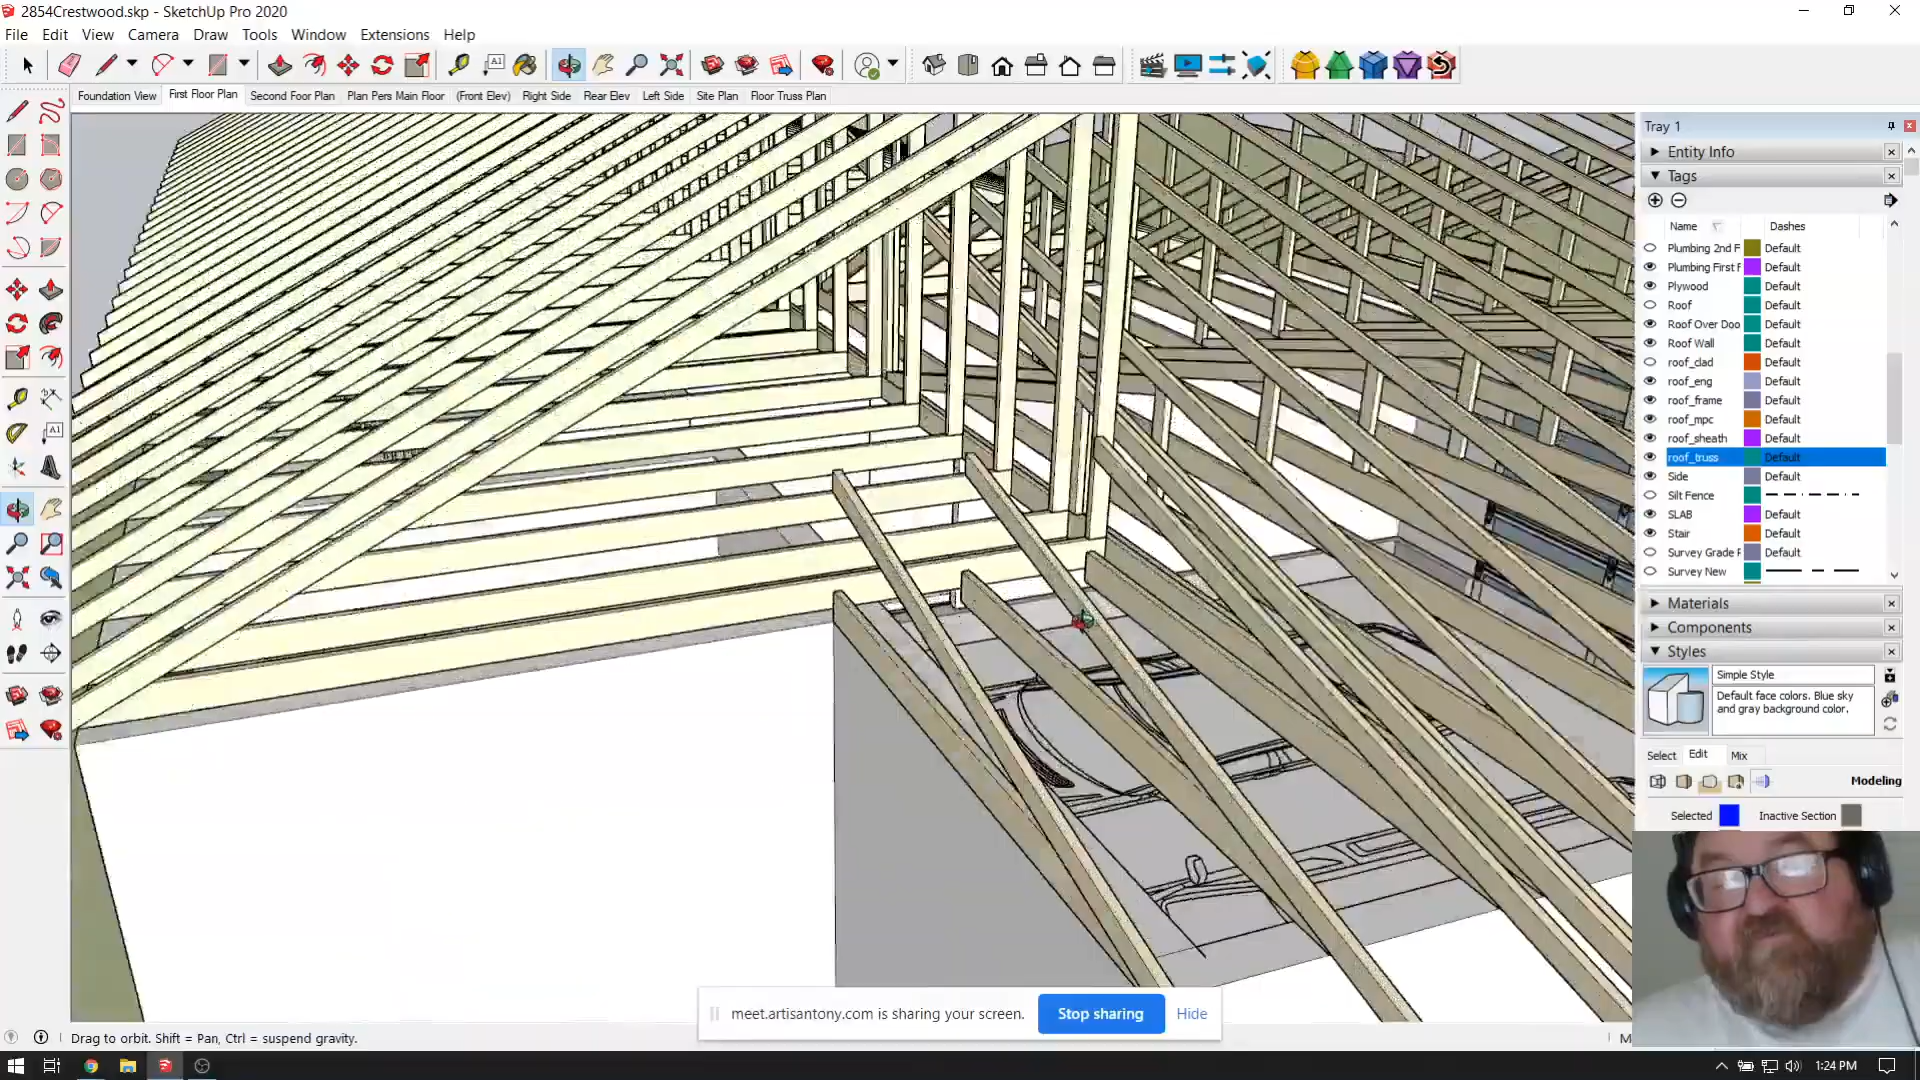 2854Crestwood.skp - SketchUp Pro 2020
File Edit View Camera Draw Tools Window Extensions Help
A1
Foundation View First Floor Plan Second Foor Plan Plan Pers Main Floor (Front Elev) Right Side Rear Elev Left Side Site Plan Floor Truss Plan
Tray 1
Entity Info
Tags
Name Dashes
Plumbing 2nd F Default
Plumbing First F Default
Plywood Default
Roof Default
Roof Over Doo Default
Roof Wall Default
roof_clad Default
roof_eng Default
roof_frame Default
roof_mpc Default
roof_sheath Default
roof_truss Default
Side Default
Silt Fence
SLAB Default
Stair Default
Survey Grade F Default
Survey New
Materials
Components
Styles
Simple Style
Default face colors. Blue sky
and gray background color.
Select Edit Mix
Modeling
Selected Inactive Section
A1
meet.artisantony.com is sharing your screen. Stop sharing Hide
Drag to orbit. Shift = Pan, Ctrl = suspend gravity.
M
1:24 PM